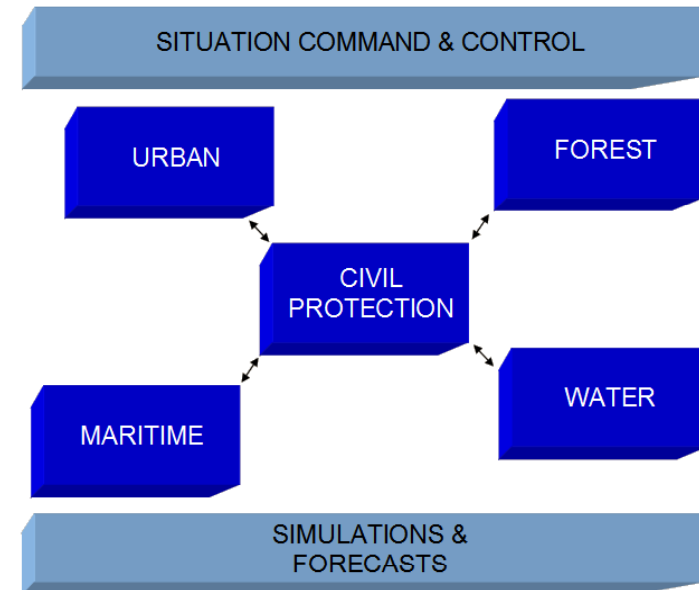 SITUATION COMMAND & CONTROL
URBAN
FOREST
CIVIL
PROTECTION
WATER
MARITIME
SIMULATIONS &
FORECASTS